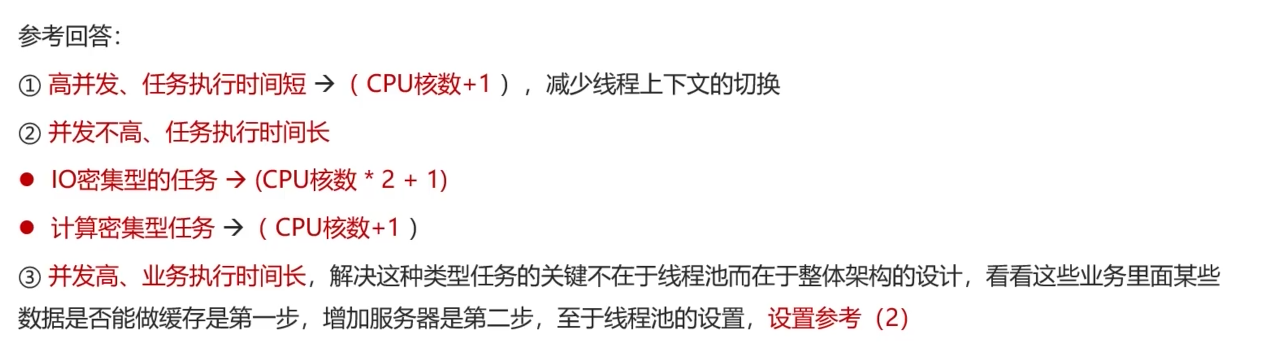 参考回答：
① 高并发、任务执行时间短 → （ CPU核数+1 ），减少线程上下文的切换
② 并发不高、任务执行时间长
● IO密集型的任务 → (CPU核数 * 2 + 1)
● 计算密集型任务 → （ CPU核数+1 ）
③ 并发高、业务执行时间长，解决这种类型任务的关键不在于线程池而在于整体架构的设计，看看这些业务里面某些
数据是否能做缓存是第一步，增加服务器是第二步，至于线程池的设置，设置参考（2）